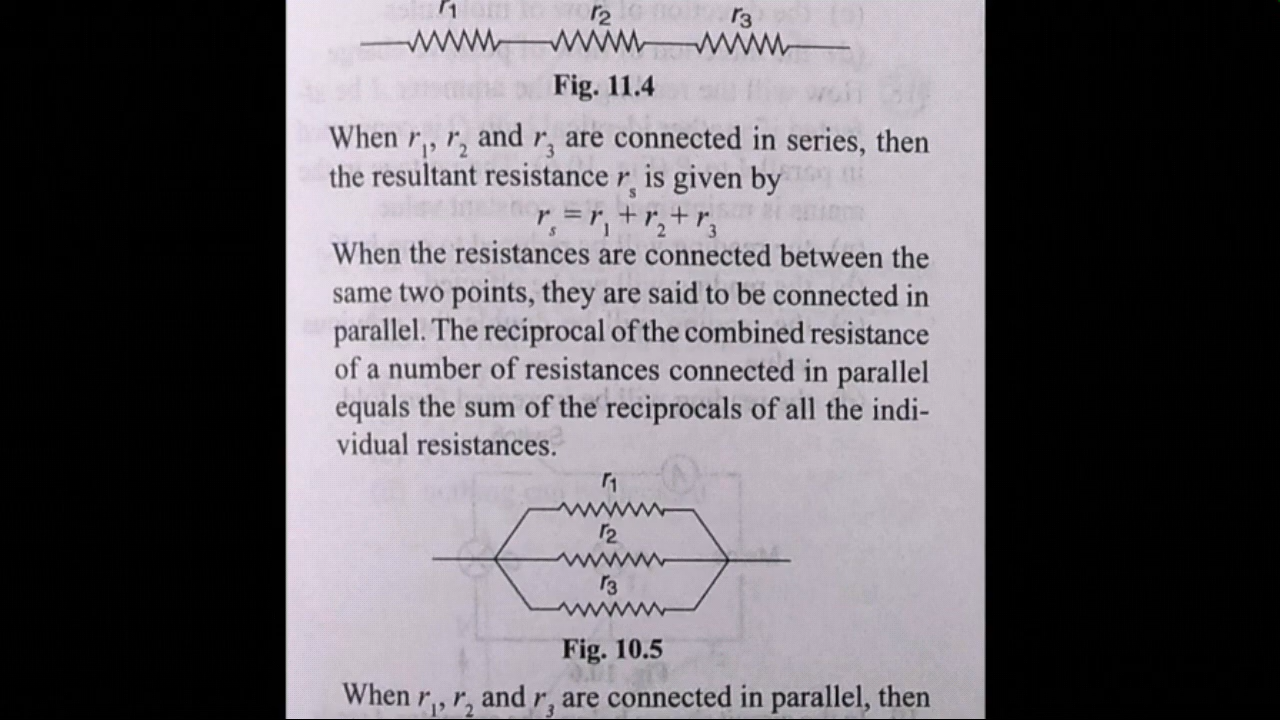 r1 r2 r3
Fig. 11.4
When r1, r2 and r3 are connected in series, then
the resultant resistance rs is given by
rs = r1 + r2 + r3
When the resistances are connected between the
same two points, they are said to be connected in
parallel. The reciprocal of the combined resistance
of a number of resistances connected in parallel
equals the sum of the reciprocals of all the indi-
vidual resistances.
r1
r2
r3
Fig. 10.5
When r1, r2 and r3 are connected in parallel, then